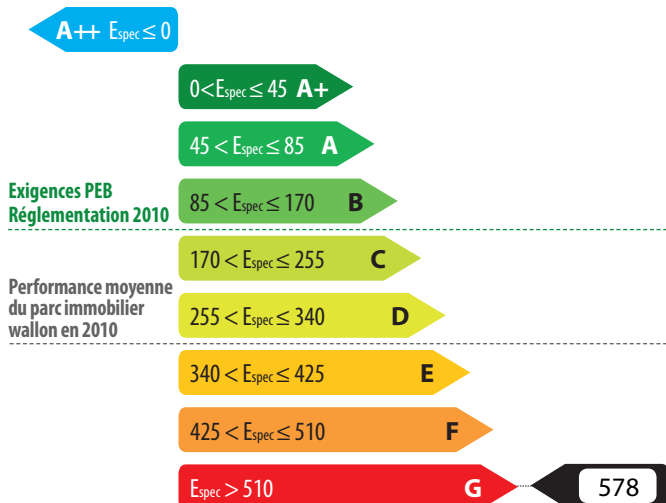 A++ Espec ≤ 0
0 < Espec ≤ 45 A+
45 < Espec ≤ 85 A
Exigences PEB
Réglementation 2010
85 < Espec ≤ 170 B
170 < Espec ≤ 255 C
Performance moyenne
du parc immobilier
wallon en 2010
255 < Espec ≤ 340 D
340 < Espec ≤ 425 E
425 < Espec ≤ 510 F
Espec > 510 G
578